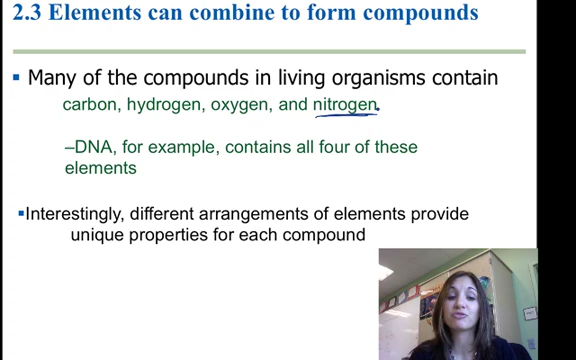 2.3 Elements can combine to form compounds
▪ Many of the compounds in living organisms contain
carbon, hydrogen, oxygen, and nitrogen.
–DNA, for example, contains all four of these
elements
▪Interestingly, different arrangements of elements provide
unique properties for each compound